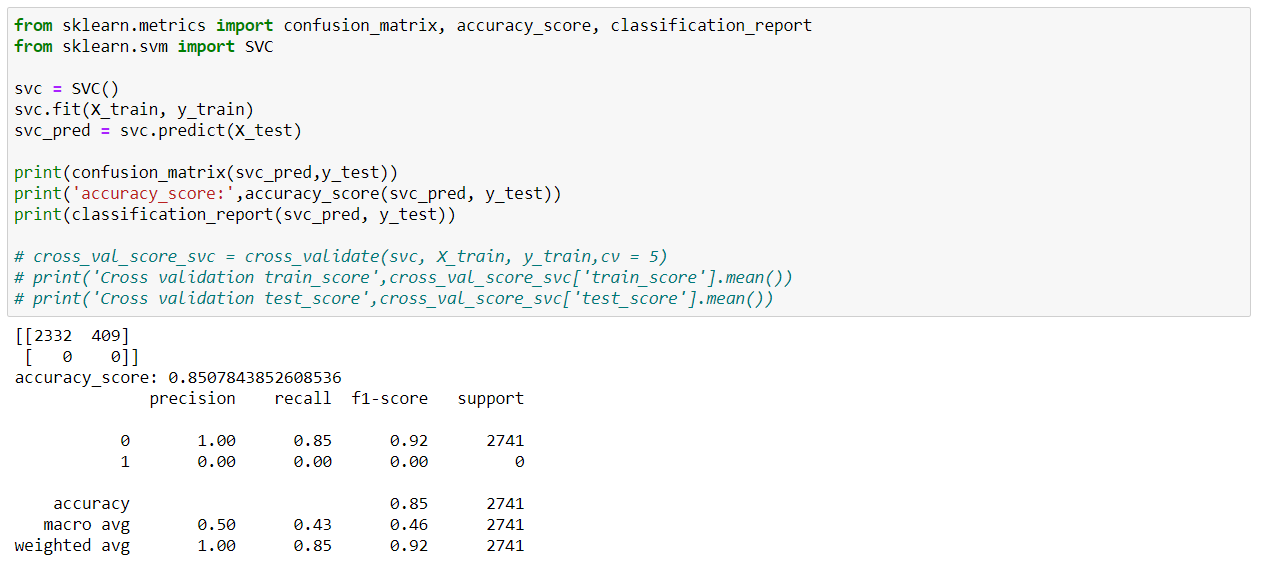 from sklearn.metrics import confusion_matrix, accuracy_score, classification_report
from sklearn.svm import SVC
svc = SVC()
svc.fit(X_train, y_train)
svc_pred = svc.predict(X_test)
print(confusion_matrix(svc_pred,y_test))
print('accuracy_score:',accuracy_score(svc_pred, y_test))
print(classification_report(svc_pred, y_test))
# cross_val_score_svc = cross_validate(svc, X_train, y_train,cv = 5)
# print('Cross validation train_score',cross_val_score_svc['train_score'].mean())
# print('Cross validation test_score',cross_val_score_svc['test_score'].mean())
[[2332  409]
 [   0    0]]
accuracy_score: 0.8507843852608536
              precision    recall  f1-score   support
           0       1.00      0.85      0.92      2741
           1       0.00      0.00      0.00         0
    accuracy                           0.85      2741
   macro avg       0.50      0.43      0.46      2741
weighted avg       1.00      0.85      0.92      2741